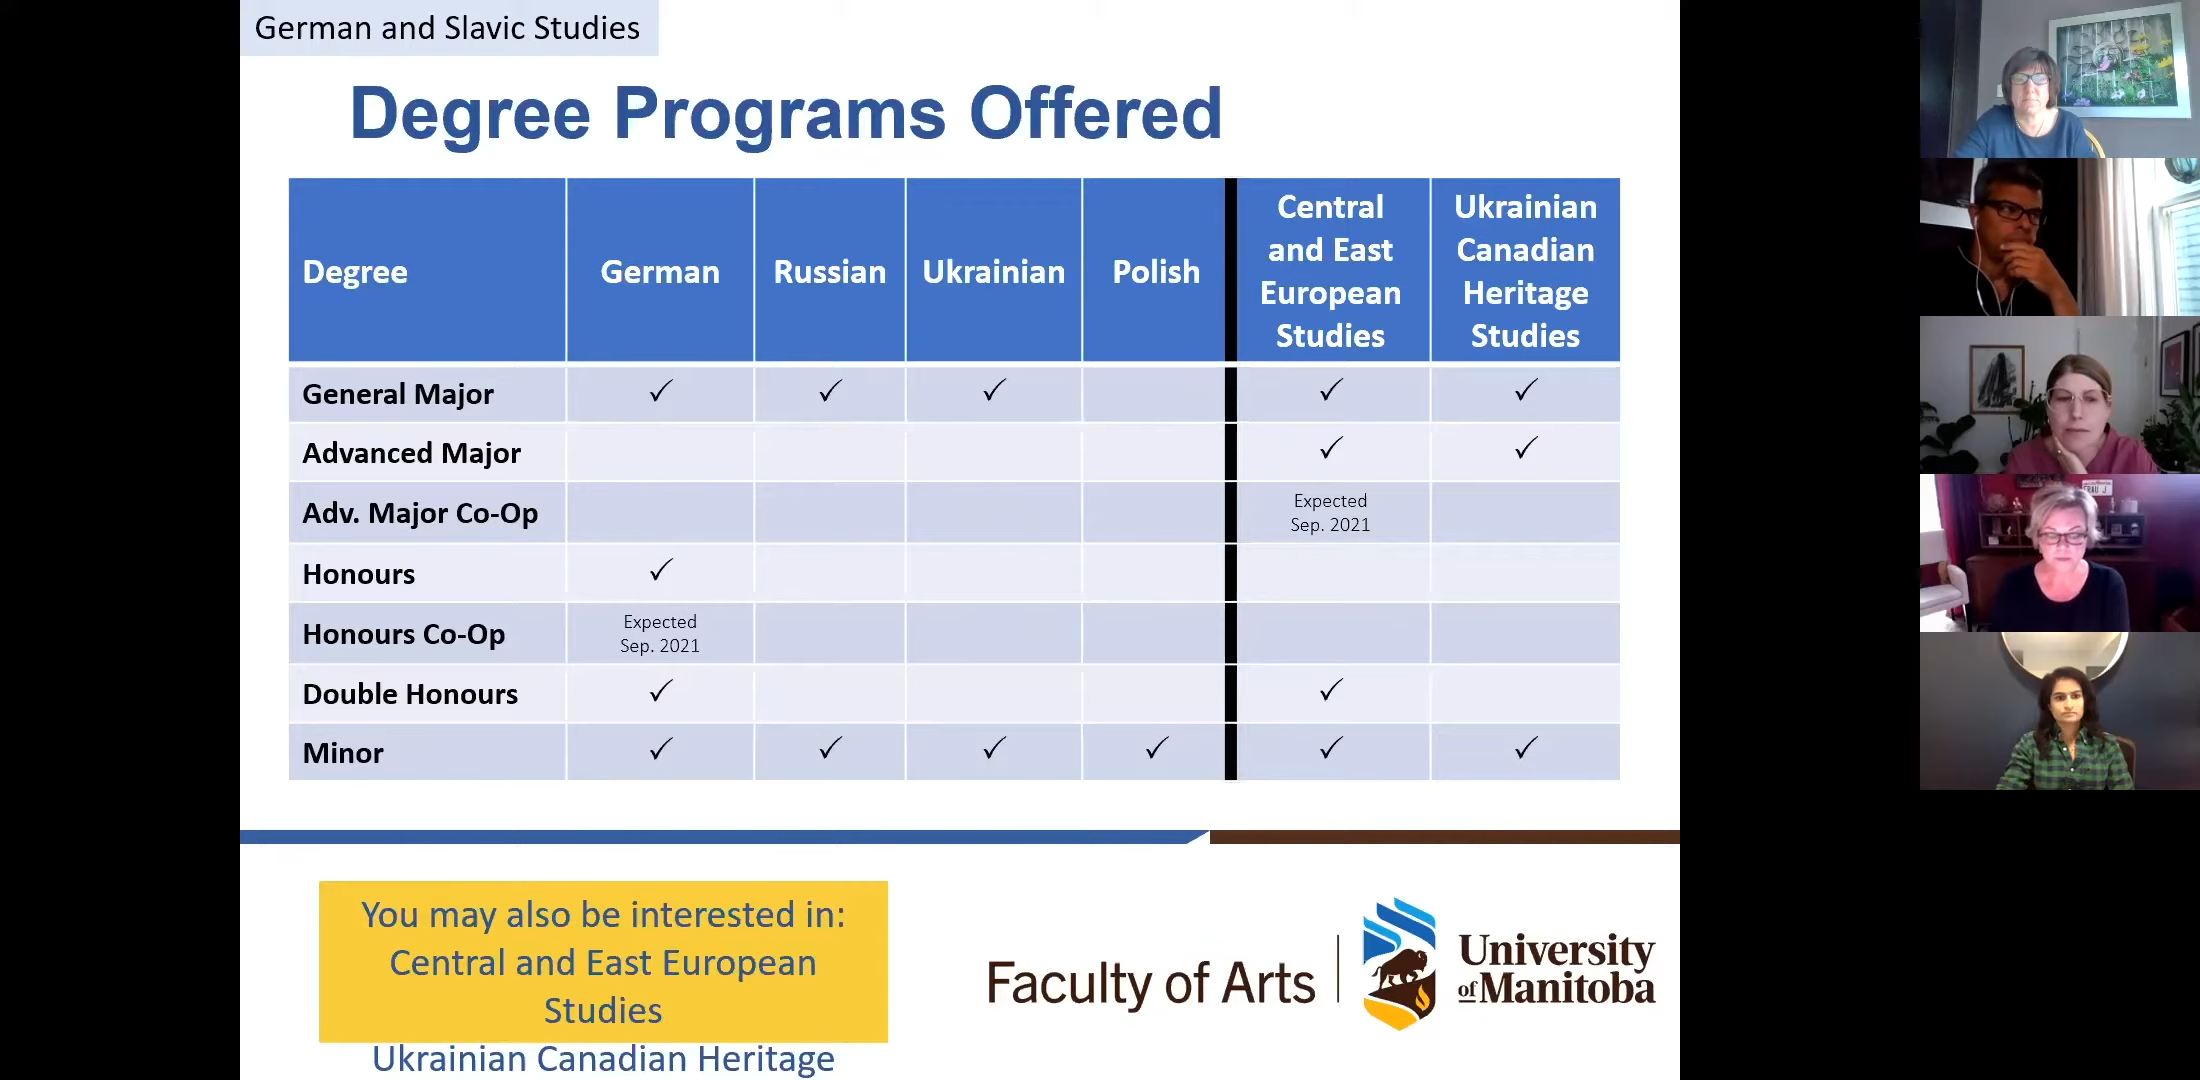 German and Slavic Studies
Degree Programs Offered
Degree
German
Russian
Ukrainian
Polish
Central
and East
European
Studies
Ukrainian
Canadian
Heritage
Studies
General Major ✓ ✓ ✓ ✓ ✓
Advanced Major ✓ ✓
Adv. Major Co-Op
Expected
Sep. 2021
Honours ✓
Honours Co-Op
Expected
Sep. 2021
Double Honours ✓ ✓
Minor ✓ ✓ ✓ ✓ ✓ ✓
You may also be interested in:
Central and East European
Studies
Ukrainian Canadian Heritage
Faculty of Arts
University
of Manitoba
FRAU J